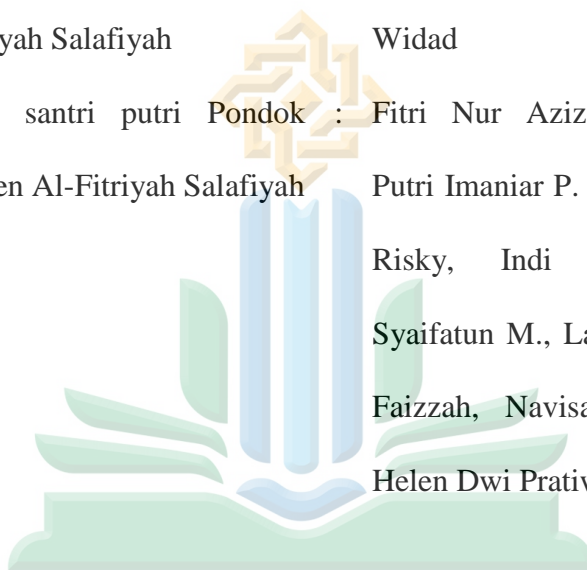 yah Salafiyah Widad
santri putri Pondok : Fitri Nur Aziz
en Al-Fitriyah Salafiyah Putri Imaniar P.
Risky, Indi
Syaifatun M., La
Faizzah, Navisa
Helen Dwi Prati